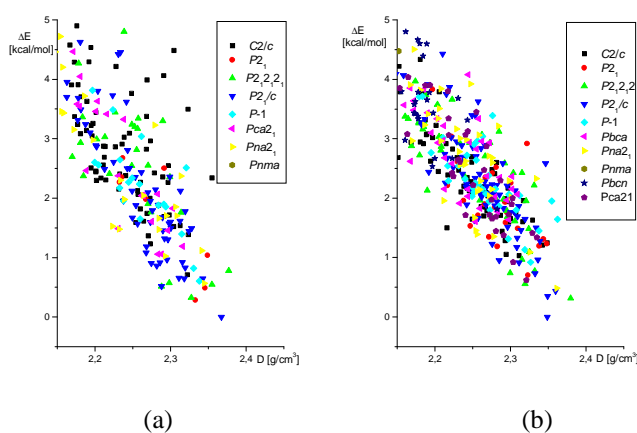 ΔE
[kcal/mol]
5
4
3
2
1
0
C2/c
P2₁
P2₁2₁2₁
P2₁/c
P-1
Pca2₁
Pna2₁
Pnma
2,2
2,3
2,4
D [g/cm³]
(a)
ΔE
[kcal/mol]
5
4
3
2
1
0
C2/c
P2₁
P2₁2₁2
P2₁/c
P-1
Pbca
Pna2₁
Pnma
Pbcn
Pca21
2,2
2,3
2,4
D [g/cm³]
(b)